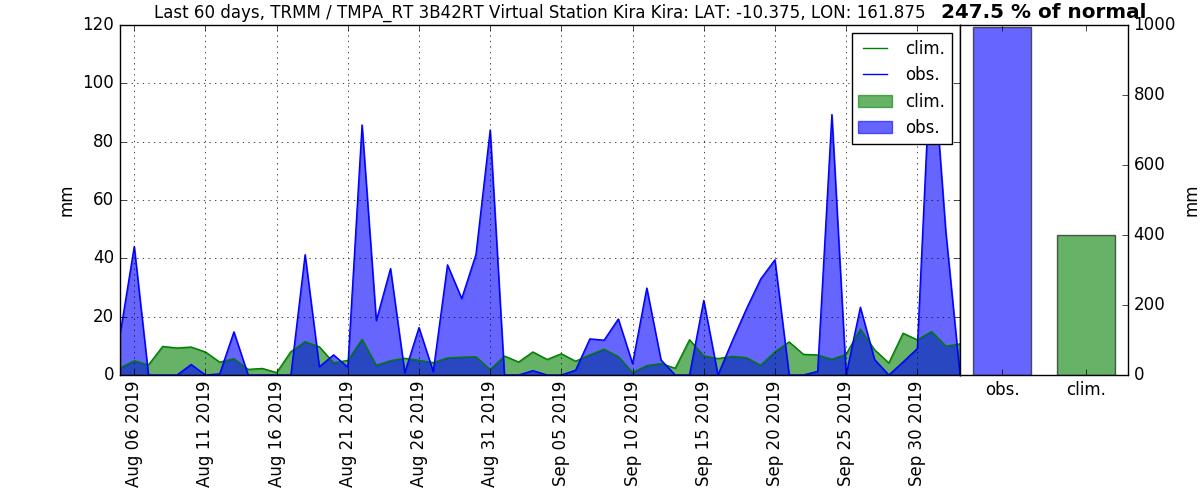 Last 60 days, TRMM / TMPA_RT 3B42RT Virtual Station Kira Kira: LAT: -10.375, LON: 161.875 247.5 % of normal
120
100
80
60
40
20
0
mm
clim.
obs.
clim.
obs.
1000
800
600
400
200
0
mm
Aug 06 2019
Aug 11 2019
Aug 16 2019
Aug 21 2019
Aug 26 2019
Aug 31 2019
Sep 05 2019
Sep 10 2019
Sep 15 2019
Sep 20 2019
Sep 25 2019
Sep 30 2019
obs.
clim.